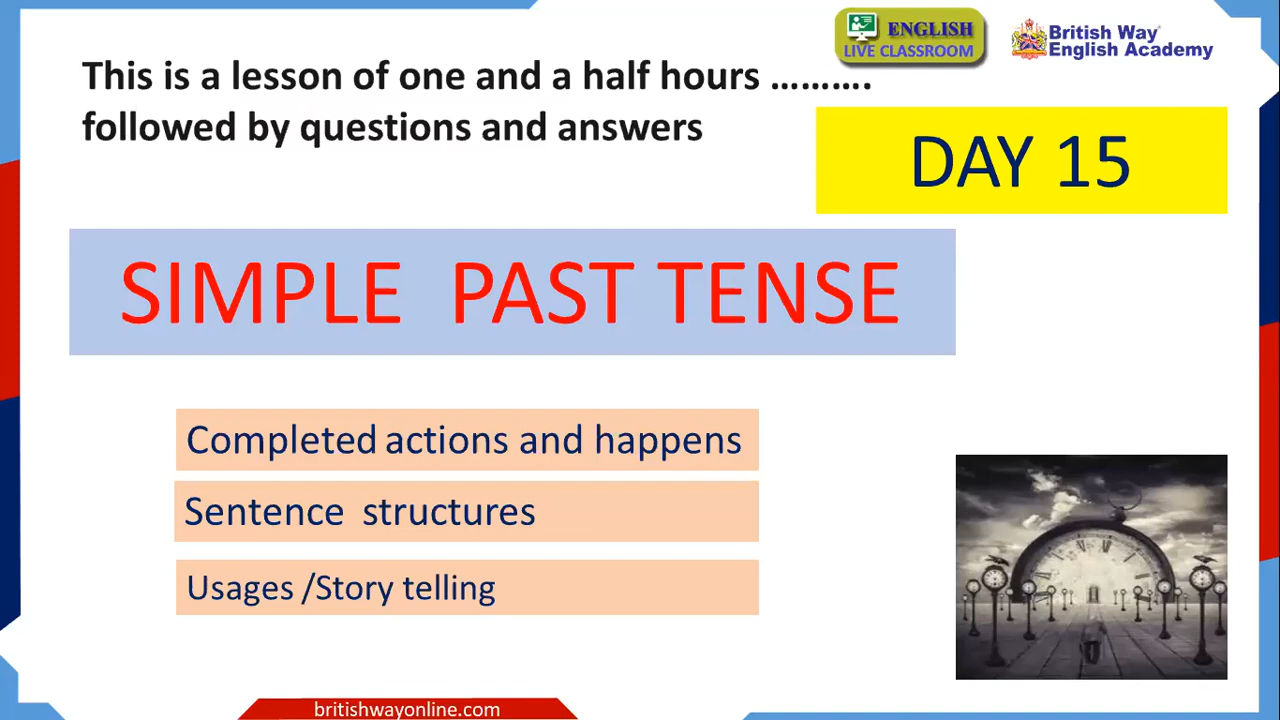 ENGLISH
LIVE CLASSROOM
British Way
English Academy
This is a lesson of one and a half hours ……….
followed by questions and answers
DAY 15
SIMPLE PAST TENSE
Completed actions and happens
Sentence structures
Usages /Story telling
britishwayonline.com